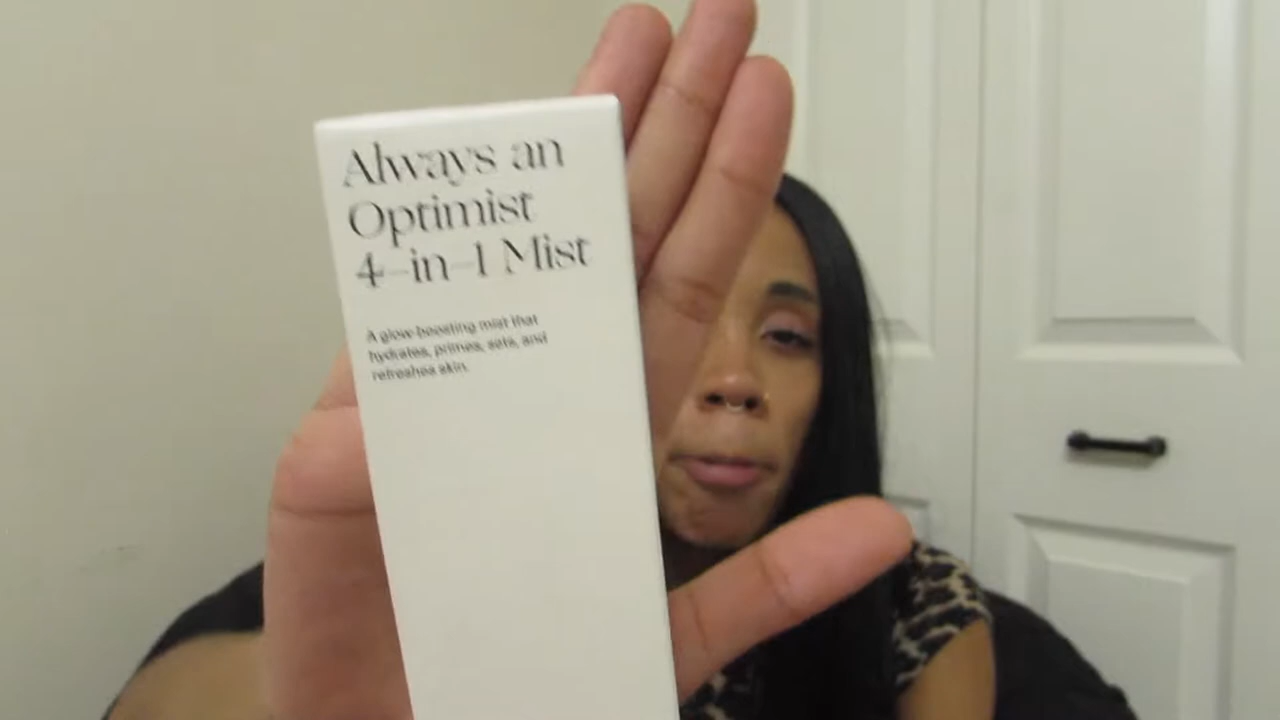 Always an
Optimist
4-in-1 Mist
A glow-boosting mist that
hydrates, primes, sets, and
refreshes skin.